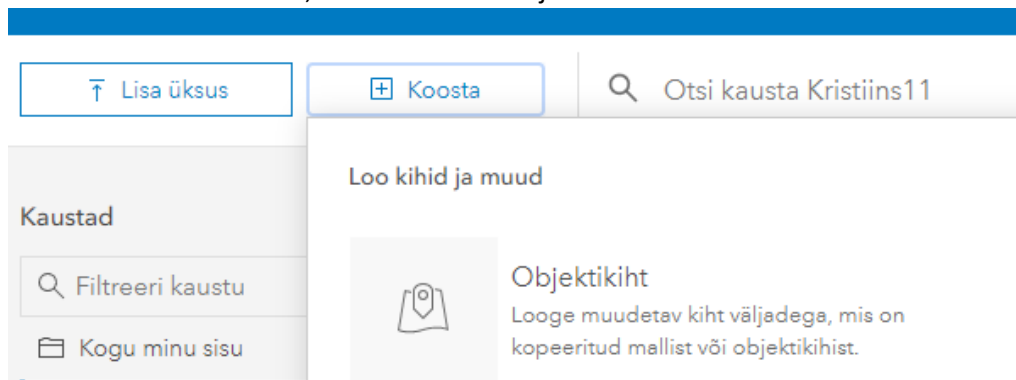 Lisa üksus
Koosta
Otsi kausta Kristiins11
Loo kihid ja muud
Kaustad
Filtreeri kaustu
Kogu minu sisu
Objektikiht
Looge muudetav kiht väljadega, mis on
kopeeritud mallist või objektikihist.